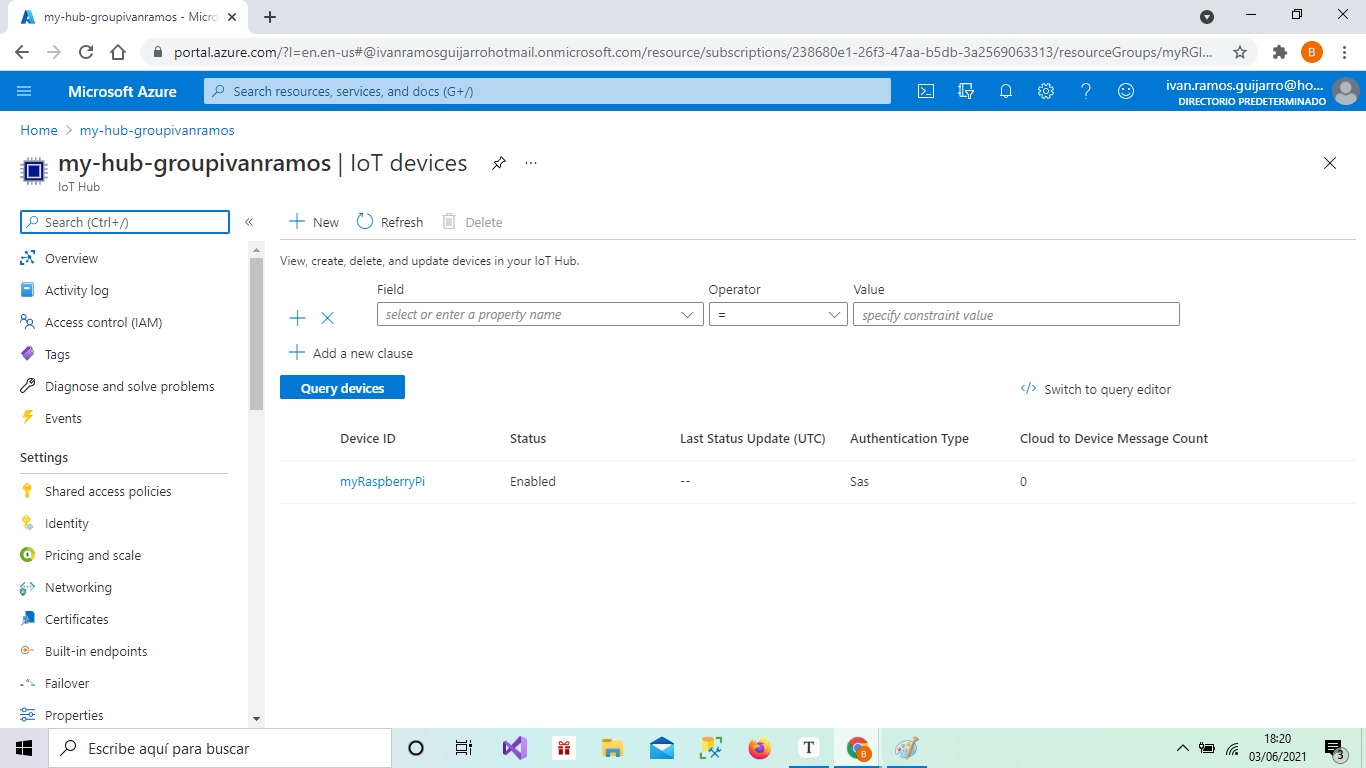 my-hub-groupivanramos - Micro
portal.azure.com/?l=en.en-us#@ivanramosguijarrohotmail.onmicrosoft.com/resource/subscriptions/238680e1-26f3-47aa-b5db-3a2569063313/resourceGroups/myRGI...
B
Microsoft Azure
Search resources, services, and docs (G+/)
ivan.ramos.guijarro@ho...
DIRECTORIO PREDETERMINADO
Home > my-hub-groupivanramos
my-hub-groupivanramos | IoT devices
IoT Hub
Search (Ctrl+/)
«
New
Refresh
Delete
Overview
Activity log
Access control (IAM)
Tags
Diagnose and solve problems
Events
Settings
Shared access policies
Identity
Pricing and scale
Networking
Certificates
Built-in endpoints
Failover
Properties
View, create, delete, and update devices in your IoT Hub.
Field Operator Value
select or enter a property name = specify constraint value
Add a new clause
Query devices
</> Switch to query editor
Device ID Status Last Status Update (UTC) Authentication Type Cloud to Device Message Count
myRaspberryPi Enabled -- Sas 0
Escribe aquí para buscar
T
B
18:20
03/06/2021
3